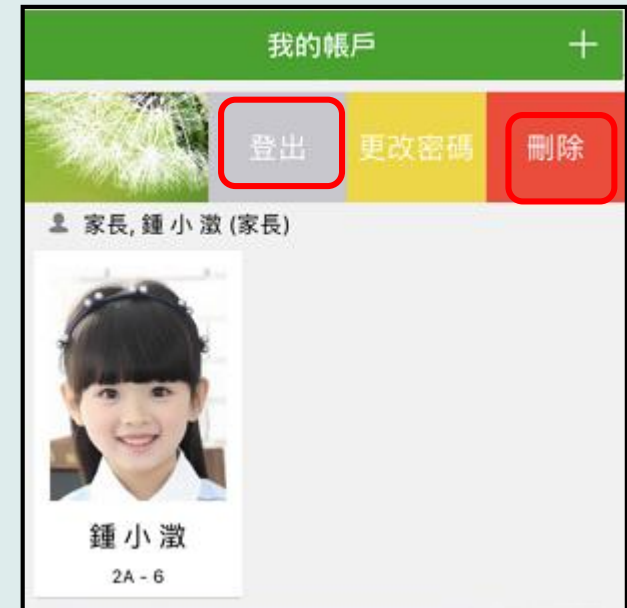 我的帳戶 +
登出 更改密碼 刪除
家長, 鍾 小 澂 (家長)
鍾 小 澂
2A - 6